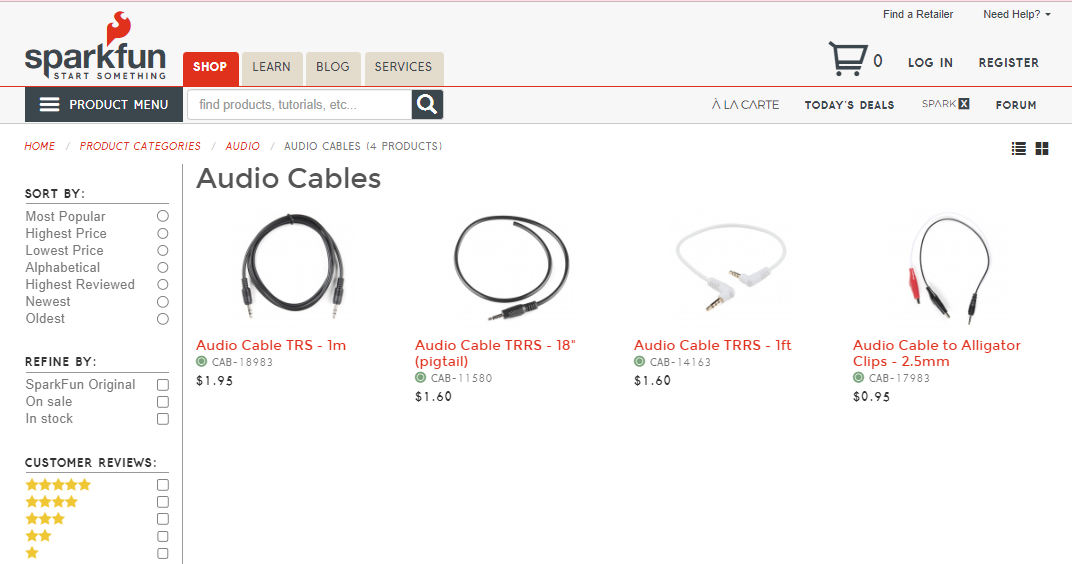 Find a Retailer Need Help?
sparkfun
START SOMETHING
SHOP LEARN BLOG SERVICES
0 LOG IN REGISTER
PRODUCT MENU find products, tutorials, etc...
À LA CARTE TODAY'S DEALS SPARK X FORUM
HOME / PRODUCT CATEGORIES / AUDIO / AUDIO CABLES (4 PRODUCTS)
Audio Cables
SORT BY:
Most Popular
Highest Price
Lowest Price
Alphabetical
Highest Reviewed
Newest
Oldest
REFINE BY:
SparkFun Original
On sale
In stock
CUSTOMER REVIEWS:
Audio Cable TRS - 1m
CAB-18983
$1.95
Audio Cable TRRS - 18"
(pigtail)
CAB-11580
$1.60
Audio Cable TRRS - 1ft
CAB-14163
$1.60
Audio Cable to Alligator
Clips - 2.5mm
CAB-17983
$0.95